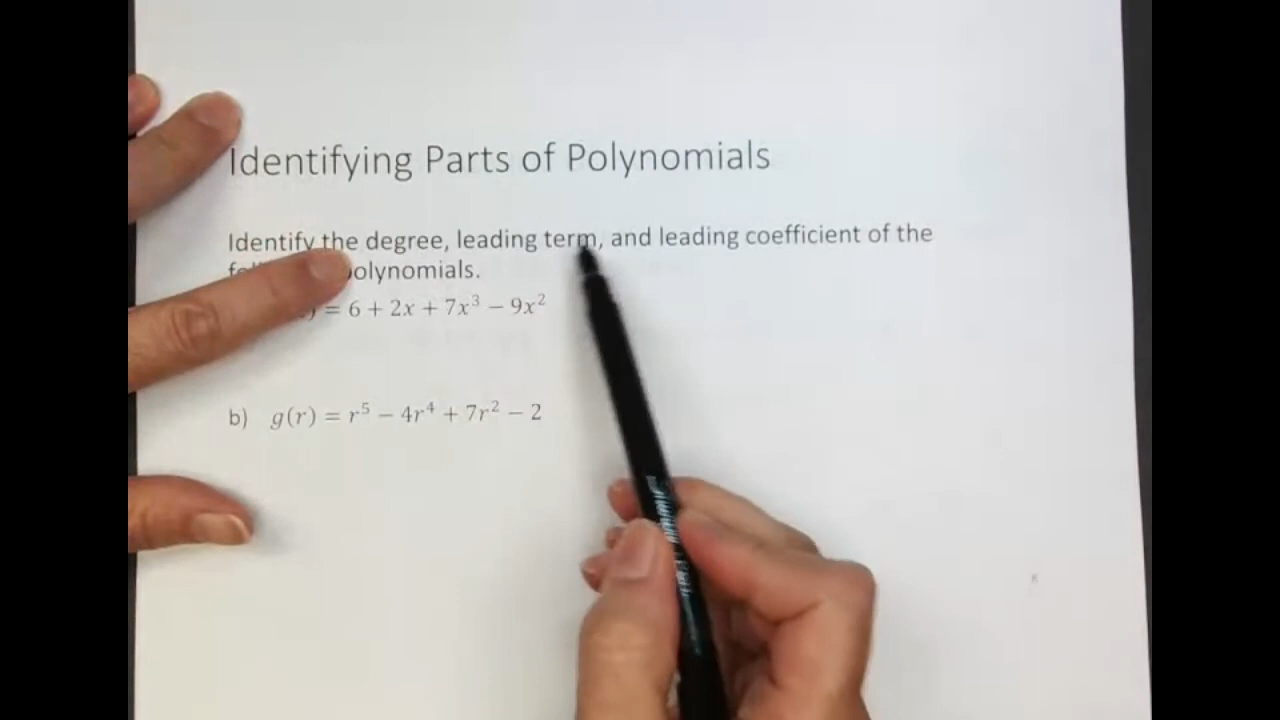 Identifying Parts of Polynomials
Identify the degree, leading term, and leading coefficient of the
polynomials.
) = 6 + 2x + 7x³ − 9x²
b) g(r) = r⁵ − 4r⁴ + 7r² − 2